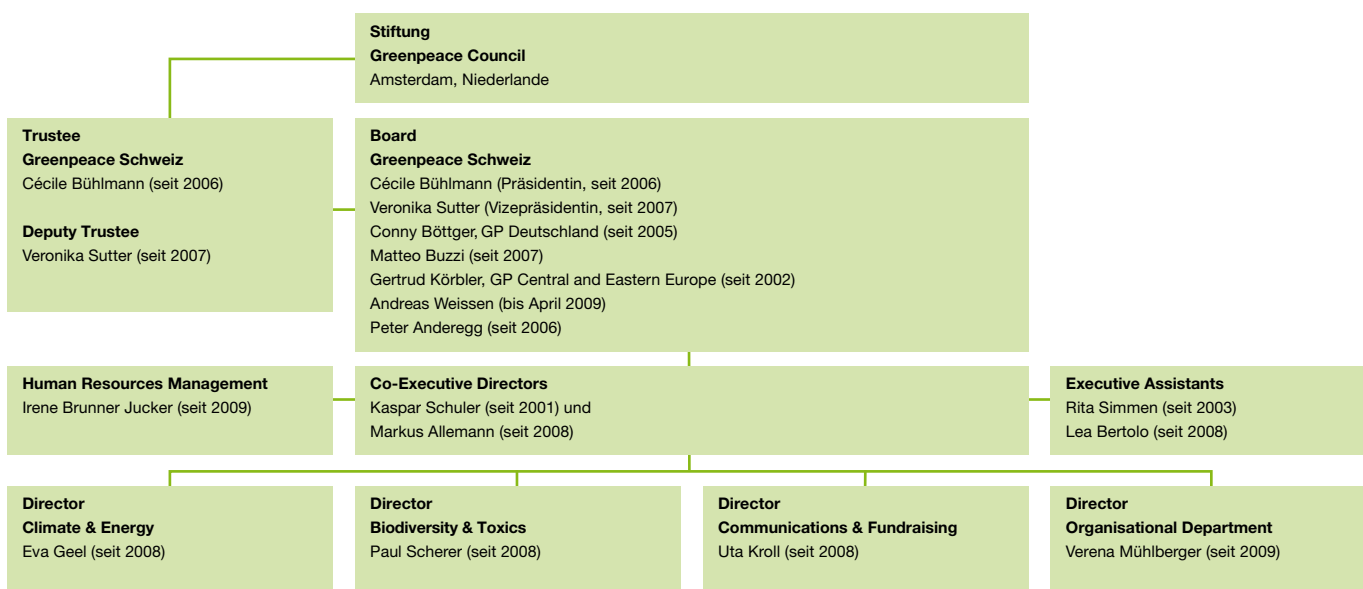 Stiftung
Greenpeace Council
Amsterdam, Niederlande
Trustee
Greenpeace Schweiz
Cécile Bühlmann (seit 2006)
Deputy Trustee
Veronika Sutter (seit 2007)
Board
Greenpeace Schweiz
Cécile Bühlmann (Präsidentin, seit 2006)
Veronika Sutter (Vizepräsidentin, seit 2007)
Conny Böttger, GP Deutschland (seit 2005)
Matteo Buzzi (seit 2007)
Gertrud Körbler, GP Central and Eastern Europe (seit 2002)
Andreas Weissen (bis April 2009)
Peter Anderegg (seit 2006)
Human Resources Management
Irene Brunner Jucker (seit 2009)
Co-Executive Directors
Kaspar Schuler (seit 2001) und
Markus Allemann (seit 2008)
Executive Assistants
Rita Simmen (seit 2003)
Lea Bertolo (seit 2008)
Director
Climate & Energy
Eva Geel (seit 2008)
Director
Biodiversity & Toxics
Paul Scherer (seit 2008)
Director
Communications & Fundraising
Uta Kroll (seit 2008)
Director
Organisational Department
Verena Mühlberger (seit 2009)